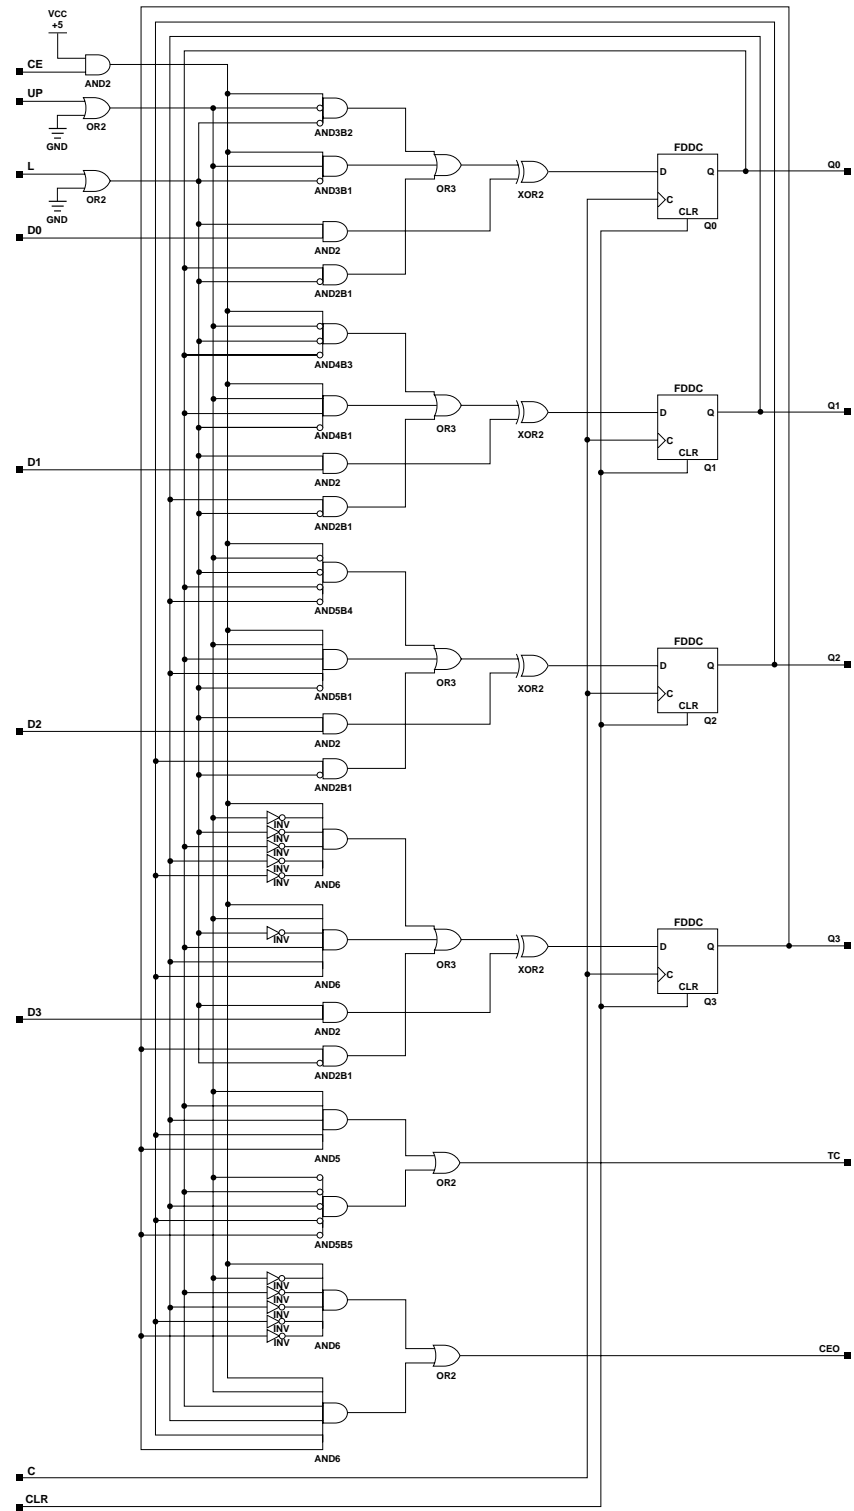 VCC
+5
CE
AND2
UP
OR2
GND
AND3B2
FDDC
L
D
Q
Q0
OR2
GND
AND3B1
OR3
XOR2
C
CLR
Q0
D0
AND2
AND2B1
AND4B3
FDDC
D
Q
Q1
AND4B1
OR3
XOR2
C
CLR
Q1
D1
AND2
AND2B1
AND5B4
FDDC
D
Q
Q2
AND5B1
OR3
XOR2
C
CLR
Q2
D2
AND2
AND2B1
INV
INV
INV
INV
INV
AND6
FDDC
D
Q
Q3
INV
AND6
OR3
XOR2
C
CLR
Q3
D3
AND2
AND2B1
AND5
TC
OR2
AND5B5
INV
INV
INV
INV
INV
AND6
CEO
OR2
AND6
C
CLR